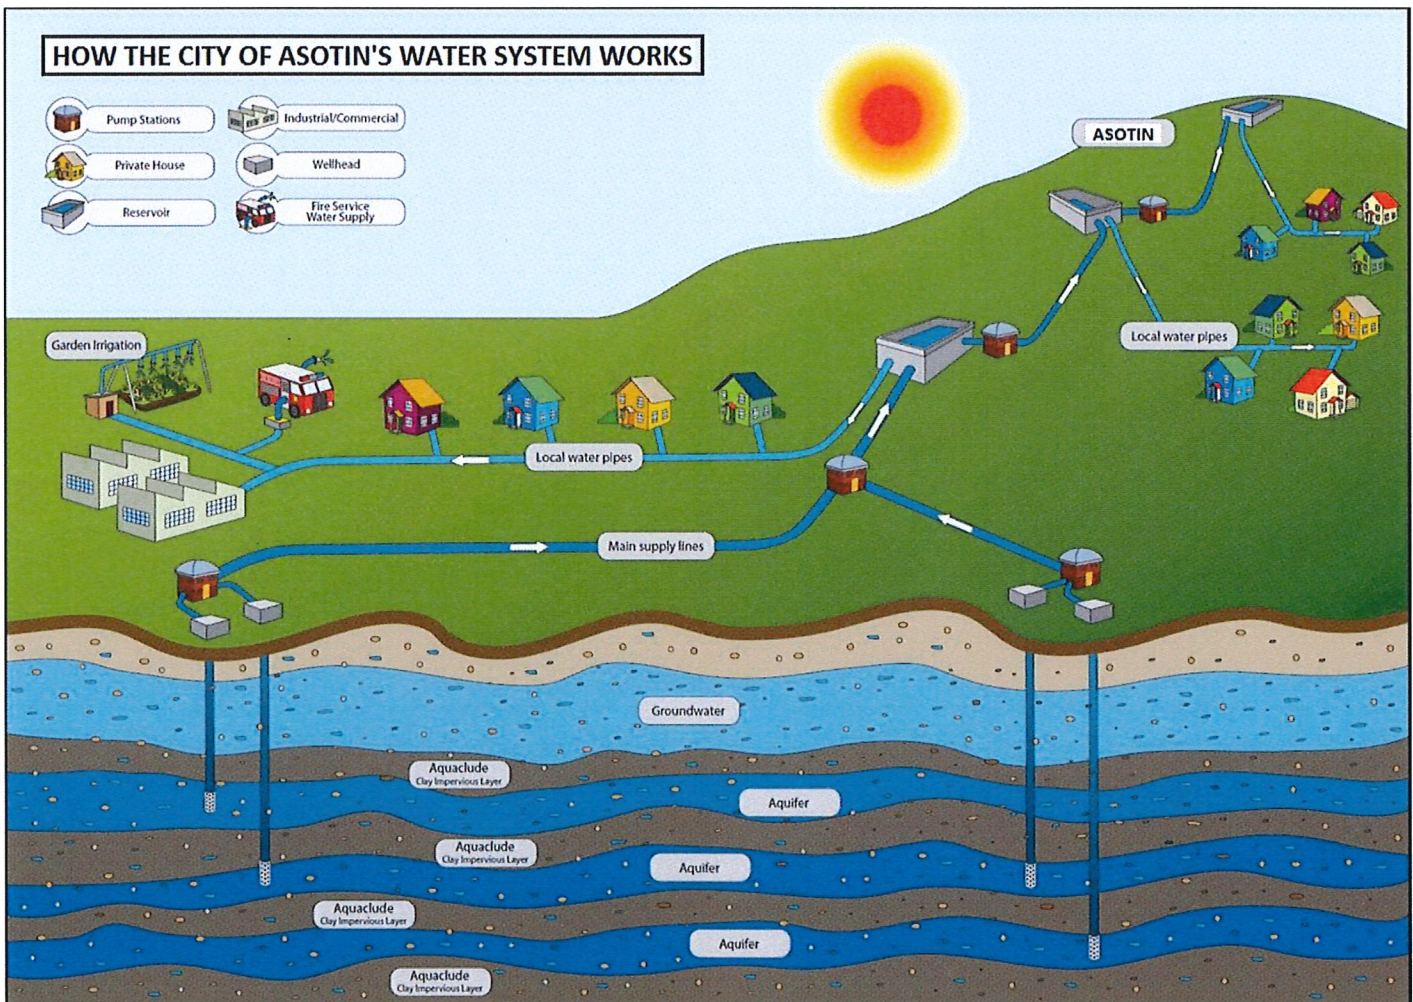 HOW THE CITY OF ASOTIN'S WATER SYSTEM WORKS
Pump Stations
Industrial/Commercial
Private House
Wellhead
Reservoir
Fire Service
Water Supply
ASOTIN
Garden Irrigation
Local water pipes
Local water pipes
Main supply lines
Groundwater
Aquaclude
Clay Impervious Layer
Aquifer
Aquaclude
Clay Impervious Layer
Aquifer
Aquaclude
Clay Impervious Layer
Aquifer
Aquaclude
Clay Impervious Layer